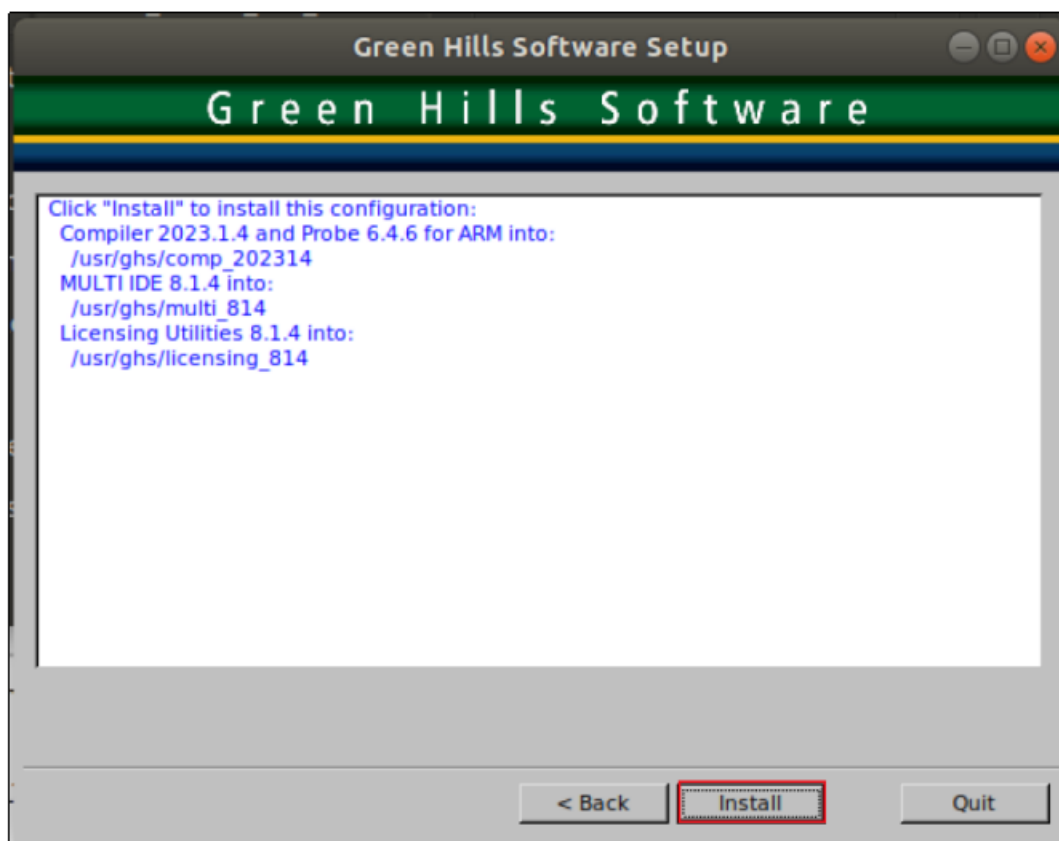 Green Hills Software Setup
Green Hills Software
Click "Install" to install this configuration:
Compiler 2023.1.4 and Probe 6.4.6 for ARM into:
/usr/ghs/comp_202314
MULTI IDE 8.1.4 into:
/usr/ghs/multi_814
Licensing Utilities 8.1.4 into:
/usr/ghs/licensing_814
< Back Install Quit